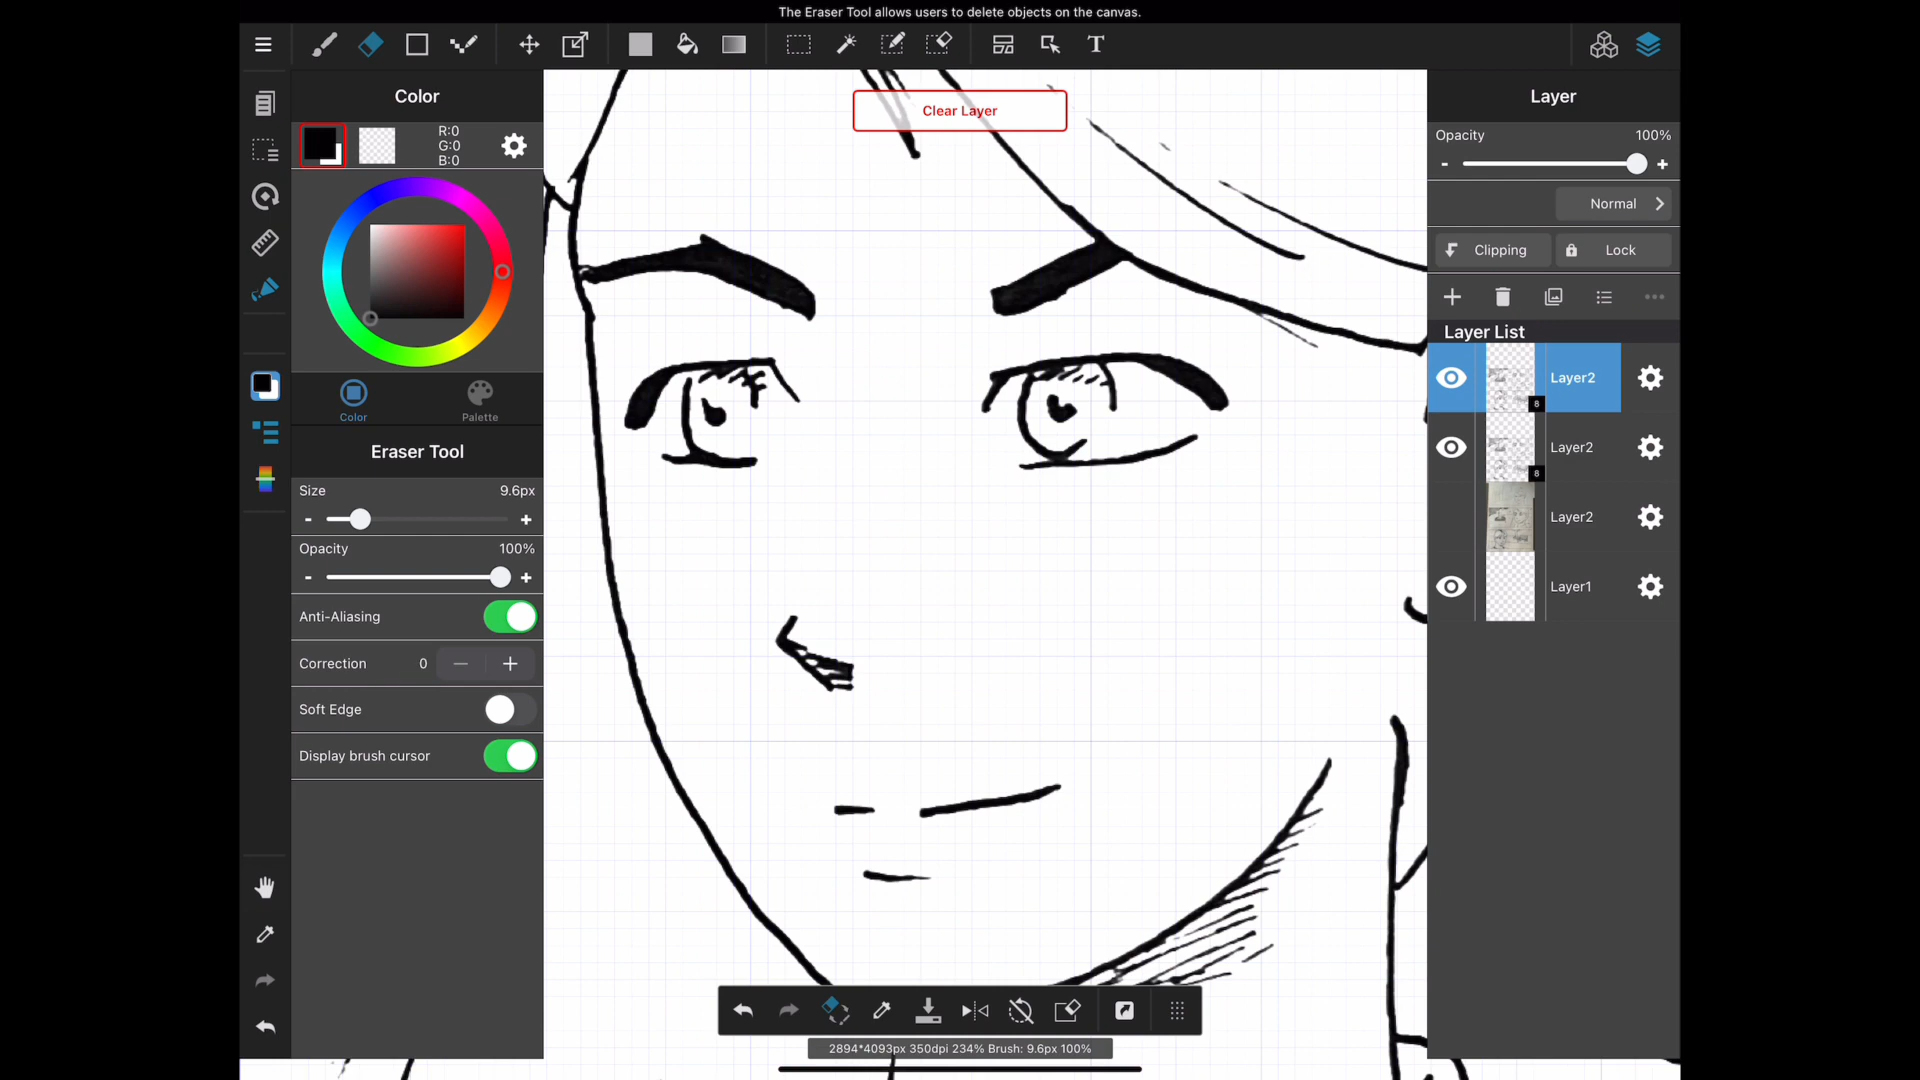 The Eraser Tool allows users to delete objects on the canvas.
T
Color
R:0
G:0
B:0
Color
Palette
Eraser Tool
Size 9.6px
- +
Opacity 100%
- +
Anti-Aliasing
Correction 0 - +
Soft Edge
Display brush cursor
Clear Layer
2894*4093px 350dpi 234% Brush: 9.6px 100%
Layer
Opacity 100%
- +
Normal
Clipping
Lock
Layer List
Layer2
8
Layer2
8
Layer2
Layer1